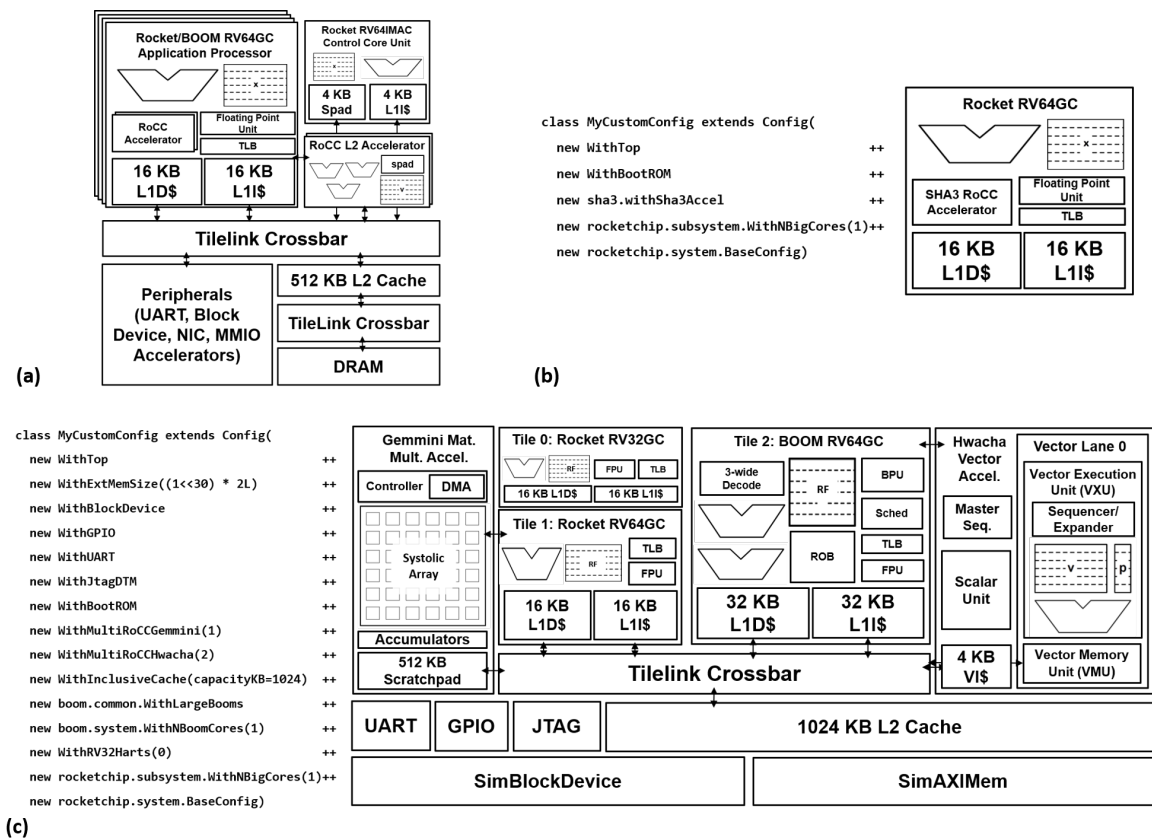 Rocket/BOOM RV64GC
Application Processor
x
RoCC
Accelerator
Floating Point
Unit
TLB
16 KB
L1D$
16 KB
L1I$
Rocket RV64IMAC
Control Core Unit
x
4 KB
Spad
4 KB
L1I$
RoCC L2 Accelerator
spad
v
Tilelink Crossbar
Peripherals
(UART, Block
Device, NIC, MMIO
Accelerators)
512 KB L2 Cache
TileLink Crossbar
DRAM
(a)
class MyCustomConfig extends Config(
new WithTop ++
new WithBootROM ++
new sha3.withSha3Accel ++
new rocketchip.subsystem.WithNBigCores(1)++
new rocketchip.system.BaseConfig)
Rocket RV64GC
x
SHA3 RoCC
Accelerator
Floating Point
Unit
TLB
16 KB
L1D$
16 KB
L1I$
(b)
class MyCustomConfig extends Config(
new WithTop ++
new WithExtMemSize((1<<30) * 2L) ++
new WithBlockDevice ++
new WithGPIO ++
new WithUART ++
new WithJtagDTM ++
new WithBootROM ++
new WithMultiRoCCGemmini(1) ++
new WithMultiRoCCHwacha(2) ++
new WithInclusiveCache(capacityKB=1024) ++
new boom.common.WithLargeBooms ++
new boom.system.WithNBoomCores(1) ++
new WithRV32Harts(0) ++
new rocketchip.subsystem.WithNBigCores(1)++
new rocketchip.system.BaseConfig)
Gemmini Mat.
Mult. Accel.
Controller
DMA
Systolic
Array
Accumulators
512 KB
Scratchpad
Tile 0: Rocket RV32GC
RF
FPU
TLB
16 KB L1D$
16 KB L1I$
Tile 1: Rocket RV64GC
RF
TLB
FPU
16 KB
L1D$
16 KB
L1I$
Tile 2: BOOM RV64GC
3-wide
Decode
RF
BPU
Sched
ROB
TLB
FPU
32 KB
L1D$
32 KB
L1I$
Hwacha
Vector
Accel.
Master
Seq.
Scalar
Unit
4 KB
VI$
Vector Lane 0
Vector Execution
Unit (VXU)
Sequencer/
Expander
v
p
Vector Memory
Unit (VMU)
Tilelink Crossbar
UART
GPIO
JTAG
1024 KB L2 Cache
SimBlockDevice
SimAXIMem
(c)